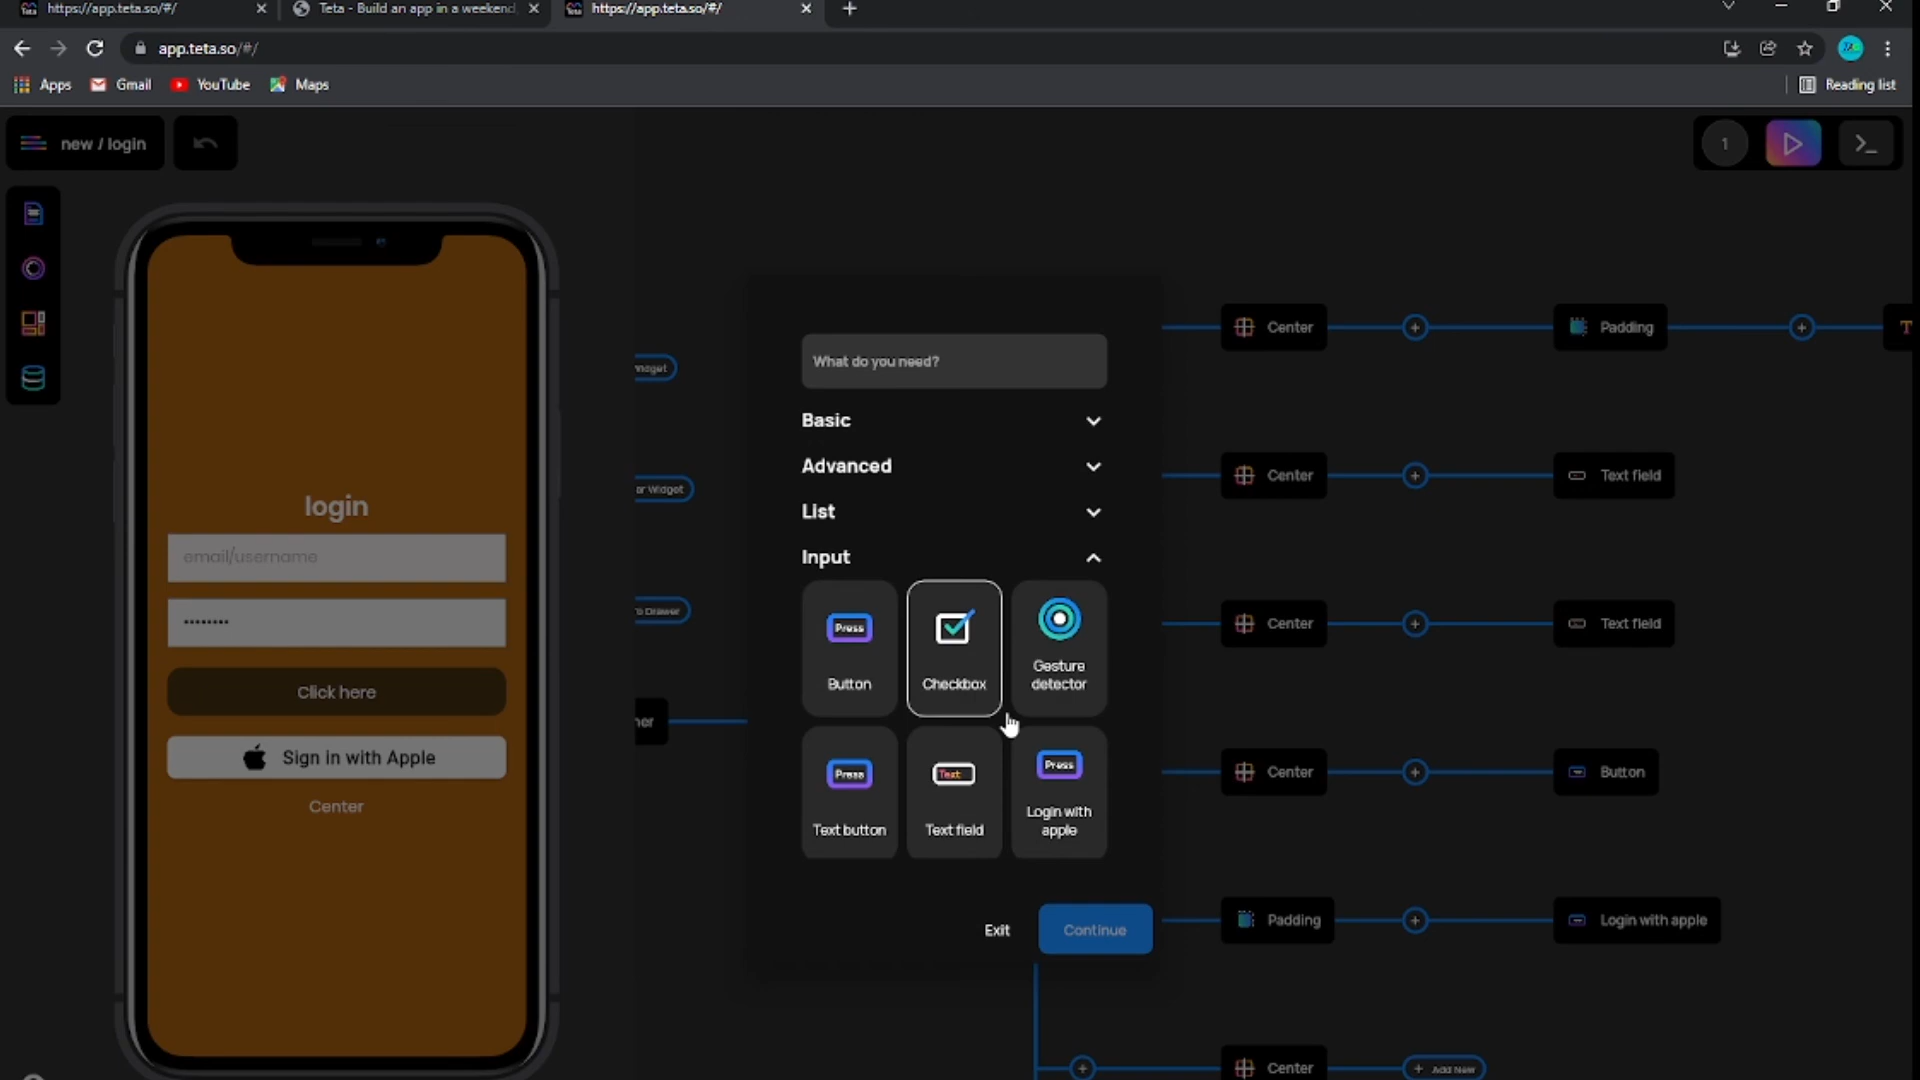 https://app.teta.so/#/
Teta - Build an app in a weekend
https://app.teta.so/#/
app.teta.so/#/
Apps
Gmail
YouTube
Maps
Reading list
new / login
1
login
email/username
Click here
Sign in with Apple
Center
What do you need?
Basic
Advanced
List
Input
Press
Button
Checkbox
Gesture
detector
Press
Text button
Text
Text field
Press
Login with
apple
Exit
Continue
or Widget
Drawer
Center
Padding
Center
Text field
Center
Text field
Center
Button
Padding
Login with apple
Center
Add New